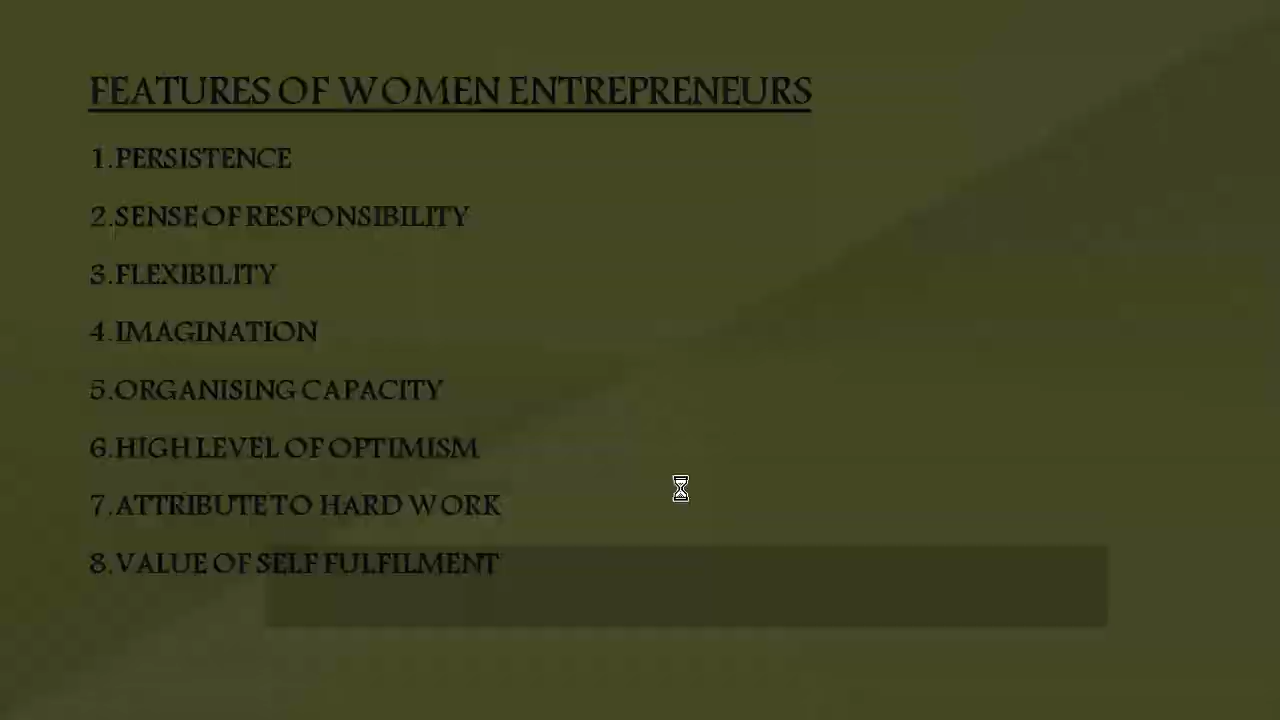 FEATURES OF WOMEN ENTREPRENEURS
1.PERSISTENCE
2.SENSE OF RESPONSIBILITY
3.FLEXIBILITY
4.IMAGINATION
5.ORGANISING CAPACITY
6.HIGH LEVEL OF OPTIMISM
7.ATTRIBUTE TO HARD WORK
8.VALUE OF SELF FULFILMENT